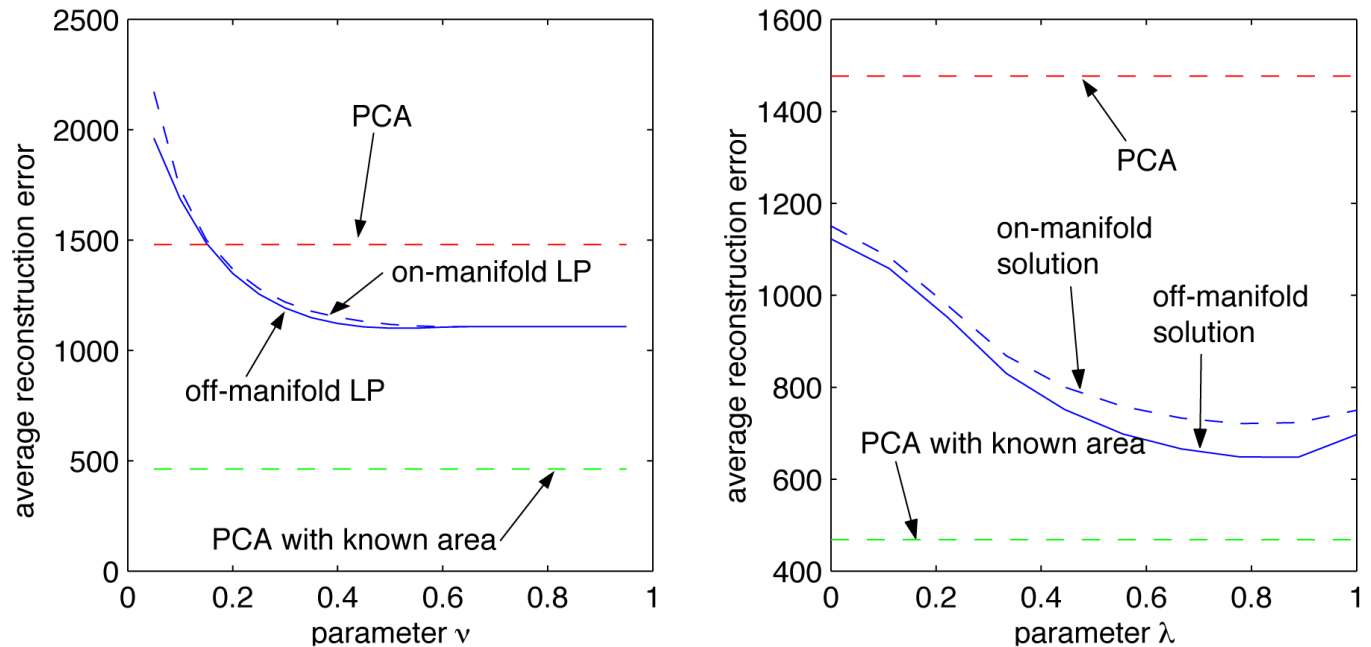 2500
2000
1500
1000
500
0
average reconstruction error
PCA
on-manifold LP
off-manifold LP
PCA with known area
0
0.2
0.4
0.6
0.8
1
parameter ν
1600
1400
1200
1000
800
600
400
average reconstruction error
PCA
on-manifold
solution
off-manifold
solution
PCA with known area
0
0.2
0.4
0.6
0.8
1
parameter λ